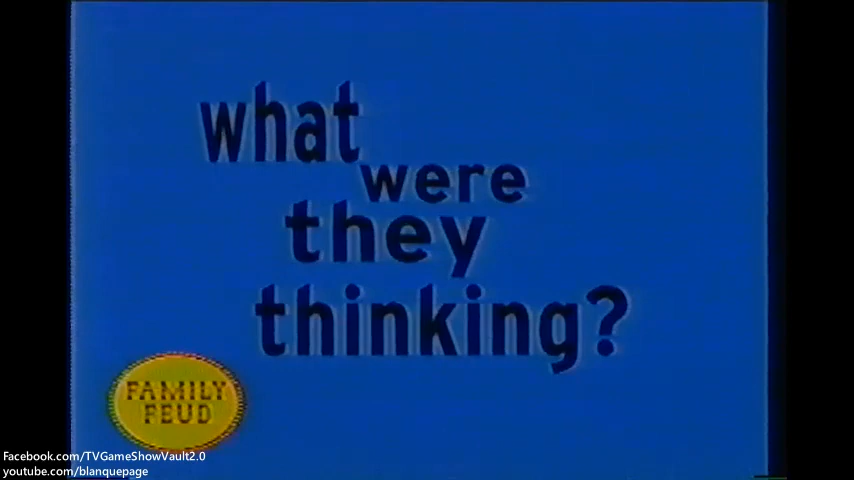 what
were
they
thinking?
FAMILY
FEUD
Facebook.com/TVGameShowVault2.0
youtube.com/blanquepage